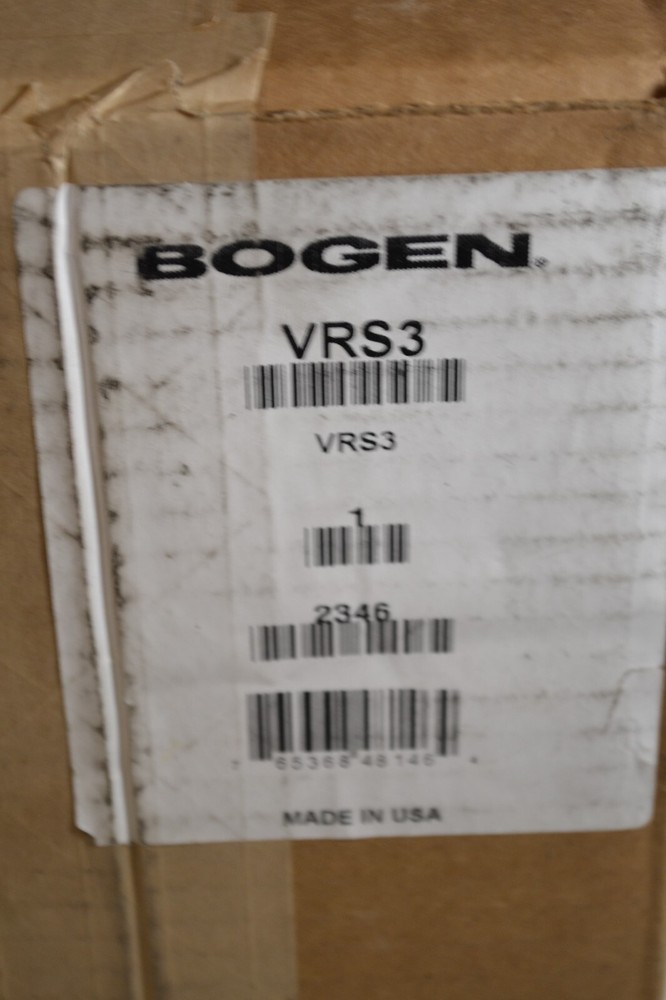 BOGEN
VRS3
VRS3
1
2346
65368 48146
MADE IN USA